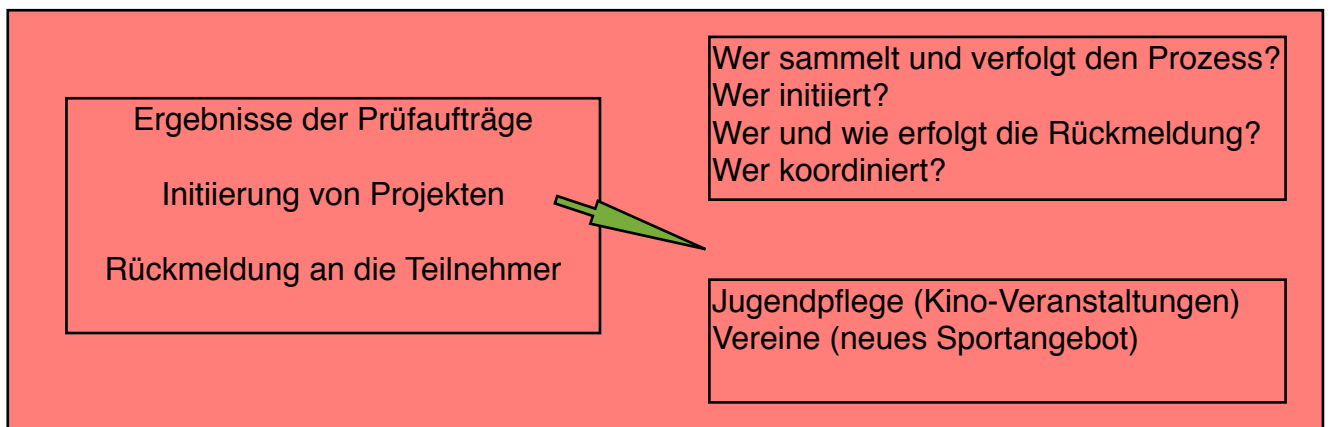 Ergebnisse der Prüfaufträge
Initiierung von Projekten
Rückmeldung an die Teilnehmer
Wer sammelt und verfolgt den Prozess?
Wer initiiert?
Wer und wie erfolgt die Rückmeldung?
Wer koordiniert?
Jugendpflege (Kino-Veranstaltungen)
Vereine (neues Sportangebot)